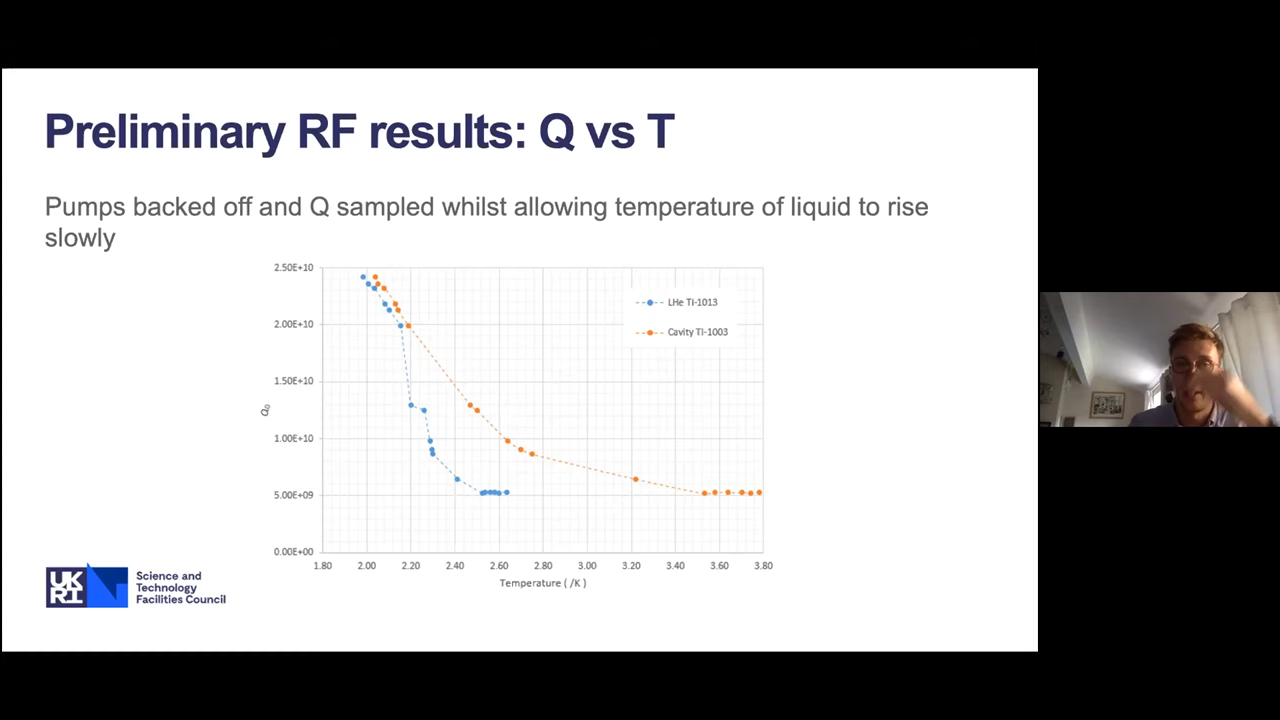 Preliminary RF results: Q vs T
Pumps backed off and Q sampled whilst allowing temperature of liquid to rise
slowly
2.50E+10
2.00E+10
1.50E+10
1.00E+10
5.00E+09
0.00E+00
Q₀
LHe TI-1013
Cavity TI-1003
1.80 2.00 2.20 2.40 2.60 2.80 3.00 3.20 3.40 3.60 3.80
Temperature ( /K )
UK
RI
Science and
Technology
Facilities Council